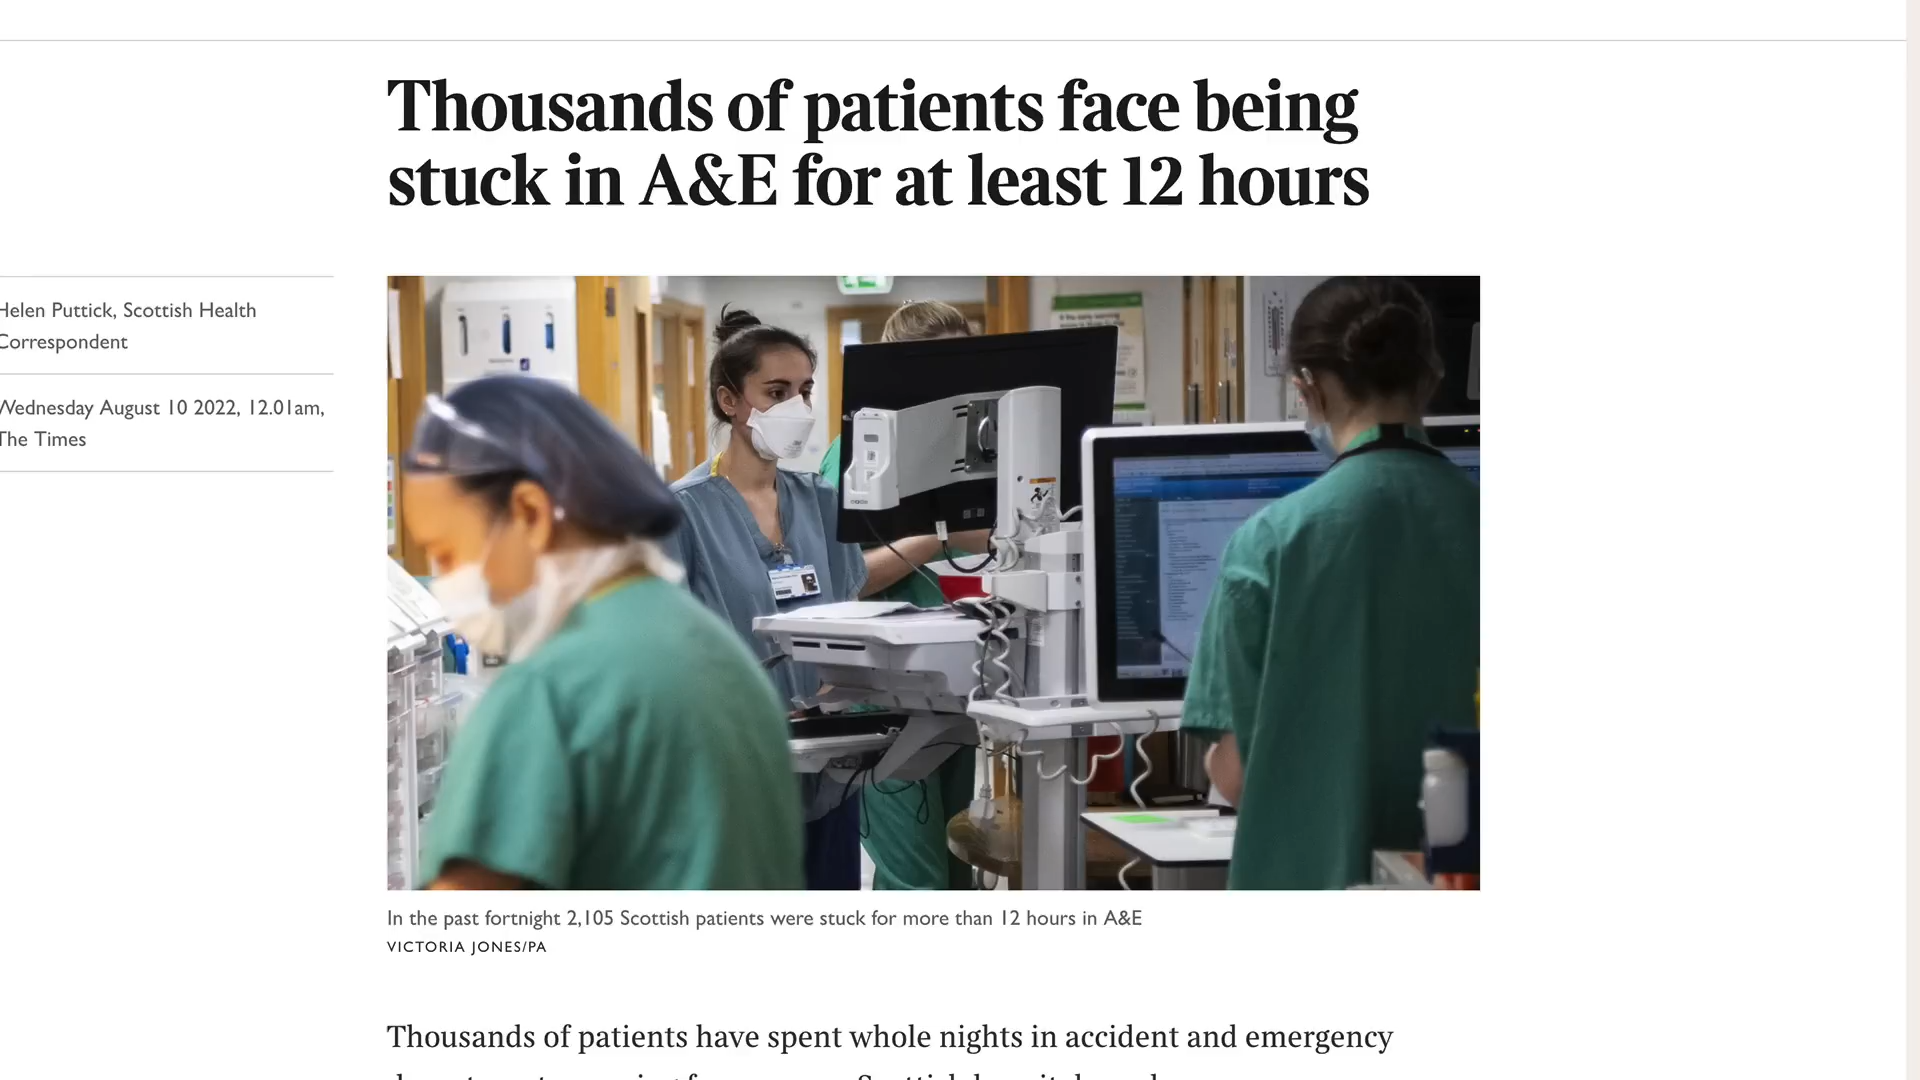 Thousands of patients face being
stuck in A&E for at least 12 hours
Helen Puttick, Scottish Health
Correspondent
Wednesday August 10 2022, 12.01am,
The Times
In the past fortnight 2,105 Scottish patients were stuck for more than 12 hours in A&E
VICTORIA JONES/PA
Thousands of patients have spent whole nights in accident and emergency